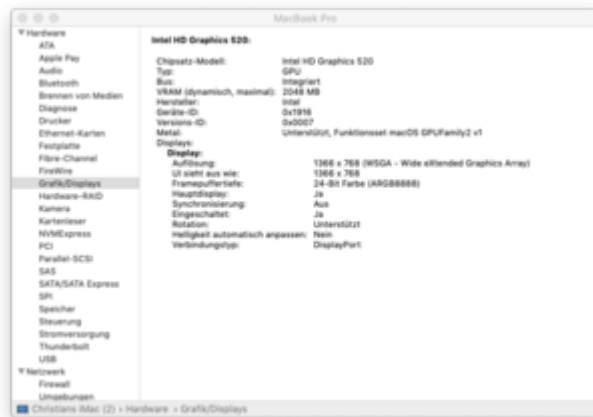 MacBook Pro
Hardware
ATA
Apple Pay
Audio
Bluetooth
Brennen von Medien
Diagnose
Drucker
Ethernet-Karten
Festplatte
Fibre-Channel
FireWire
Grafik/Displays
Hardware-RAID
Kamera
Kartenleser
NVMExpress
PCI
Parallel-SCSI
SAS
SATA/SATA Express
SPI
Speicher
Steuerung
Stromversorgung
Thunderbolt
USB
Netzwerk
Firewall
Umgebungen
Intel HD Graphics 520:
Chipsatz-Modell: Intel HD Graphics 520
Typ: GPU
Bus: Integriert
VRAM (dynamisch, maximal): 2048 MB
Hersteller: Intel
Geräte-ID: 0x1916
Versions-ID: 0x0007
Metal: Unterstützt, Funktionsset macOS GPUFamily2 v1
Displays:
Display:
Auflösung: 1366 x 768 (WSGA - Wide eXtended Graphics Array)
UI sieht aus wie: 1366 x 768
Framepuffertiefe: 24-Bit Farbe (ARGB8888)
Hauptdisplay: Ja
Synchronisierung: Aus
Eingeschaltet: Ja
Rotation: Unterstützt
Helligkeit automatisch anpassen: Nein
Verbindungstyp: DisplayPort
Christians iMac (2) › Hardware › Grafik/Displays